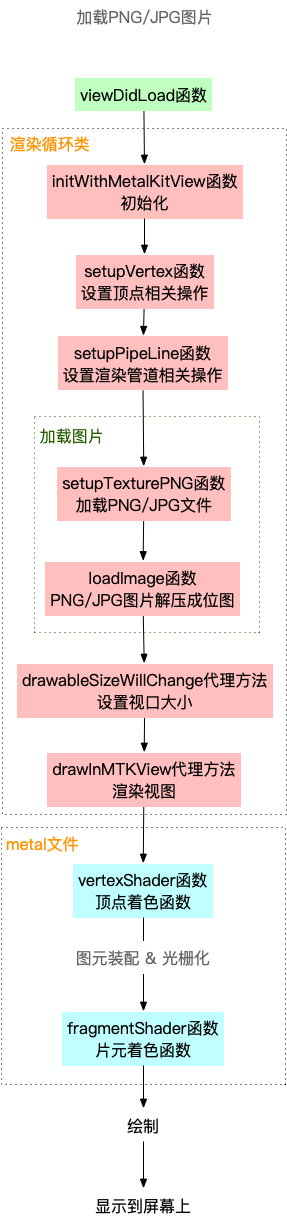 加载PNG/JPG图片
viewDidLoad函数
渲染循环类
initWithMetalKitView函数
初始化
setupVertex函数
设置顶点相关操作
setupPipeLine函数
设置渲染管道相关操作
加载图片
setupTexturePNG函数
加载PNG/JPG文件
loadImage函数
PNG/JPG图片解压成位图
drawableSizeWillChange代理方法
设置视口大小
drawInMTKView代理方法
渲染视图
metal文件
vertexShader函数
顶点着色函数
图元装配 & 光栅化
fragmentShader函数
片元着色函数
绘制
显示到屏幕上